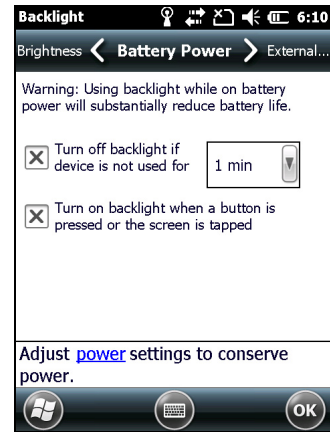 Backlight 6:10
Brightness Battery Power External...
Warning: Using backlight while on battery
power will substantially reduce battery life.
Turn off backlight if
device is not used for 1 min
Turn on backlight when a button is
pressed or the screen is tapped
Adjust power settings to conserve
power.
OK